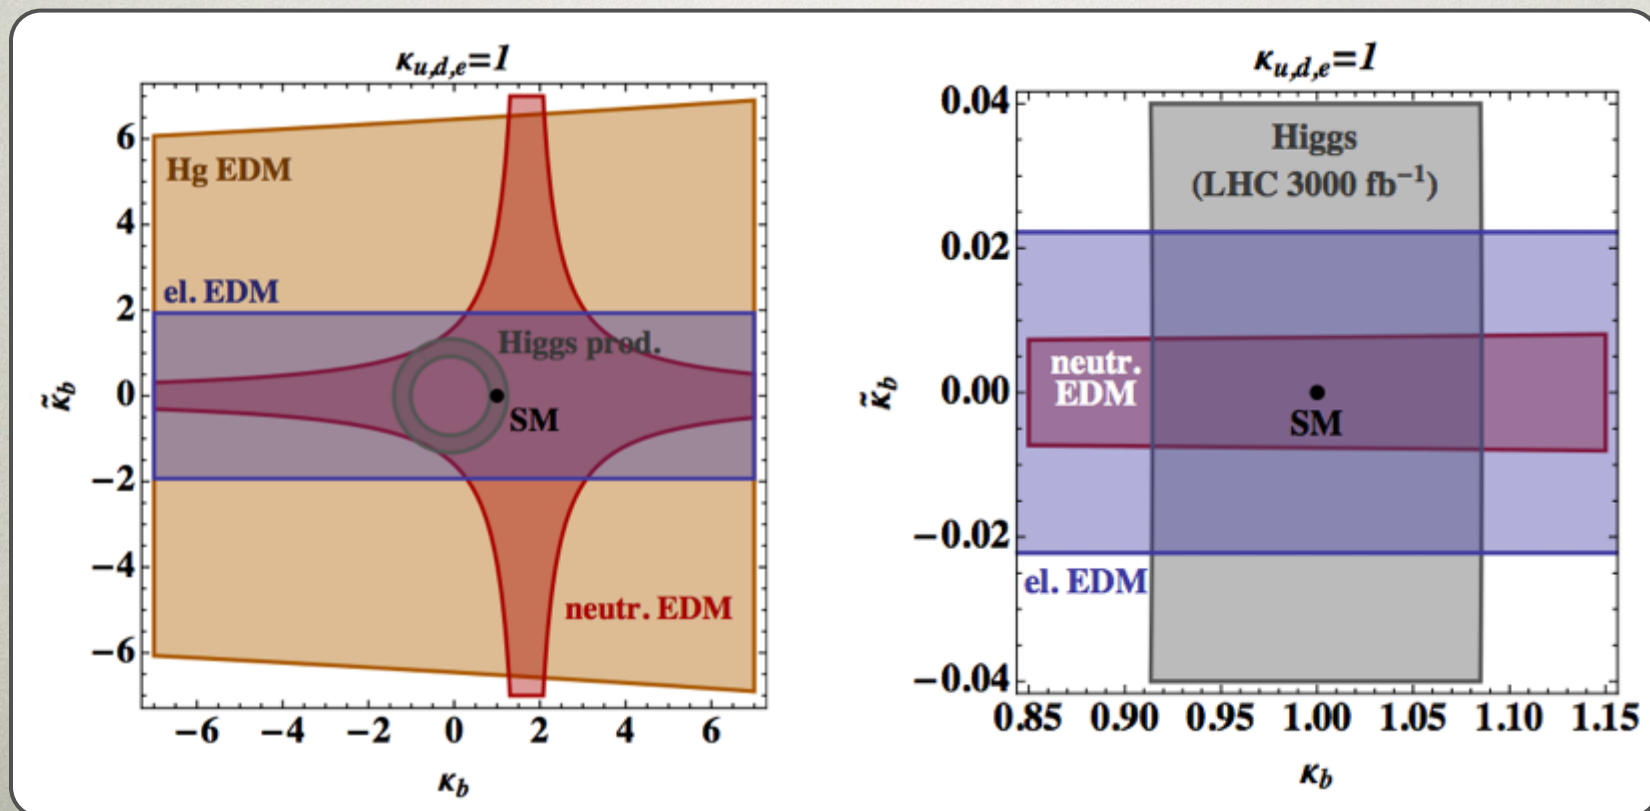 κu,d,e=1
6
4
2
0
−2
−4
−6
κ̃b
Hg EDM
el. EDM
Higgs prod.
SM
neutr. EDM
−6 −4 −2 0 2 4 6
κb
κu,d,e=1
0.04
0.02
0.00
−0.02
−0.04
κ̃b
Higgs
(LHC 3000 fb⁻¹)
neutr.
EDM
SM
el. EDM
0.85 0.90 0.95 1.00 1.05 1.10 1.15
κb